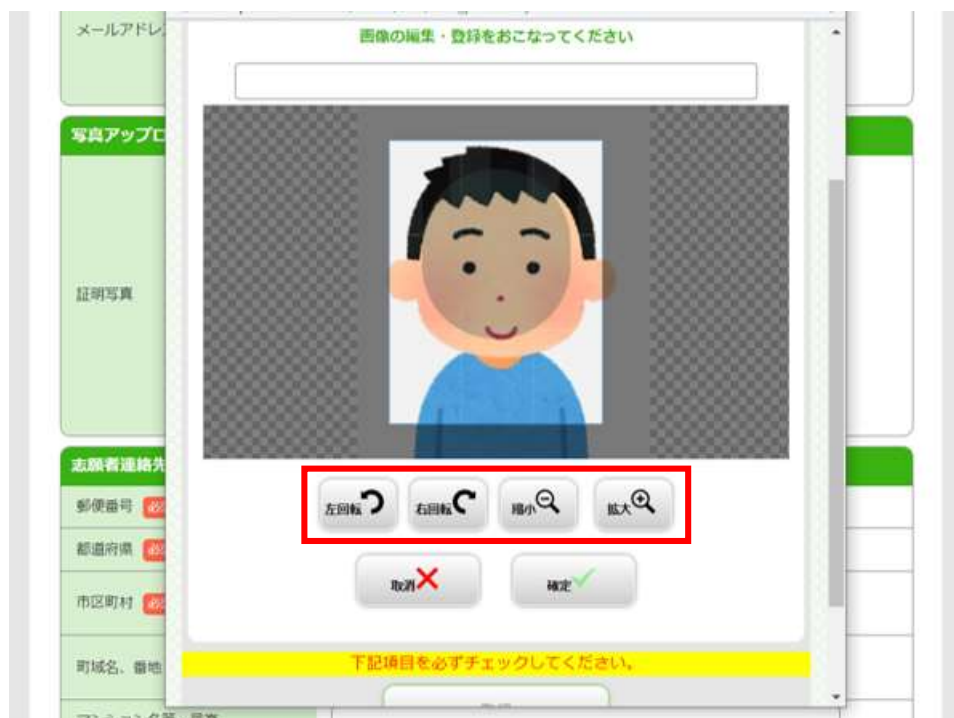 画像の編集・登録をおこなってください
メールアドレ
写真アップロ
証明写真
左回転
右回転
縮小
拡大
取消
確定
志願者連絡先
郵便番号
都道府県
市区町村
町域名、番地
下記項目を必ずチェックしてください。